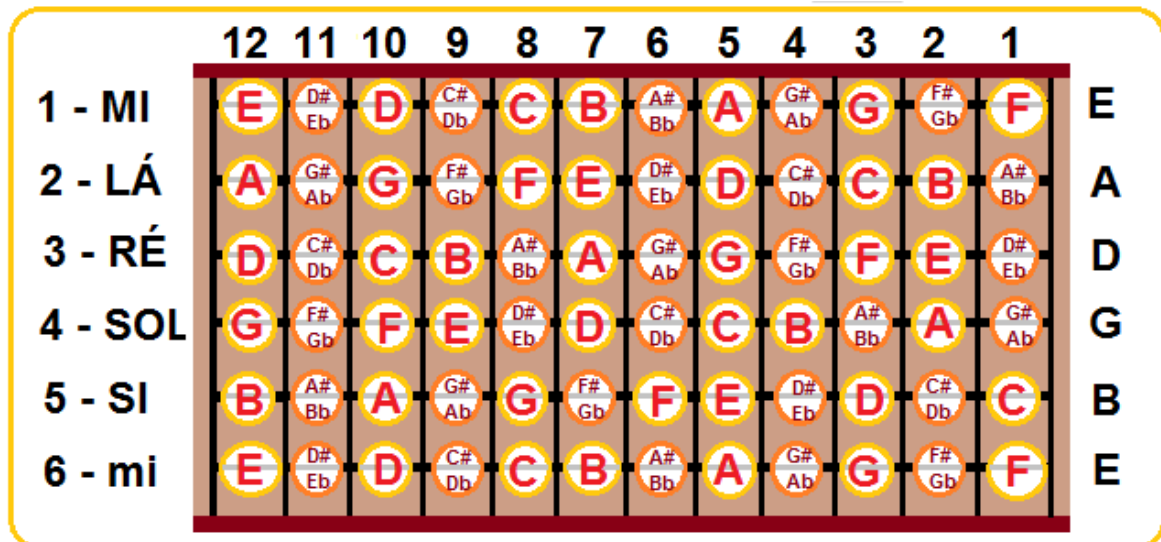 12 11 10 9 8 7 6 5 4 3 2 1
1 - MI E D# Eb D C# Db C B A# Bb A G# Ab G F# Gb F E
2 - LÁ A G# Ab G F# Gb F E D# Eb D C# Db C B A# Bb A
3 - RÉ D C# Db C B A# Bb A G# Ab G F# Gb F E D# Eb D
4 - SOL G F# Gb F E D# Eb D C# Db C B A# Bb A G# Ab G
5 - SI B A# Bb A G# Ab G F# Gb F E D# Eb D C# Db C B
6 - mi E D# Eb D C# Db C B A# Bb A G# Ab G F# Gb F E